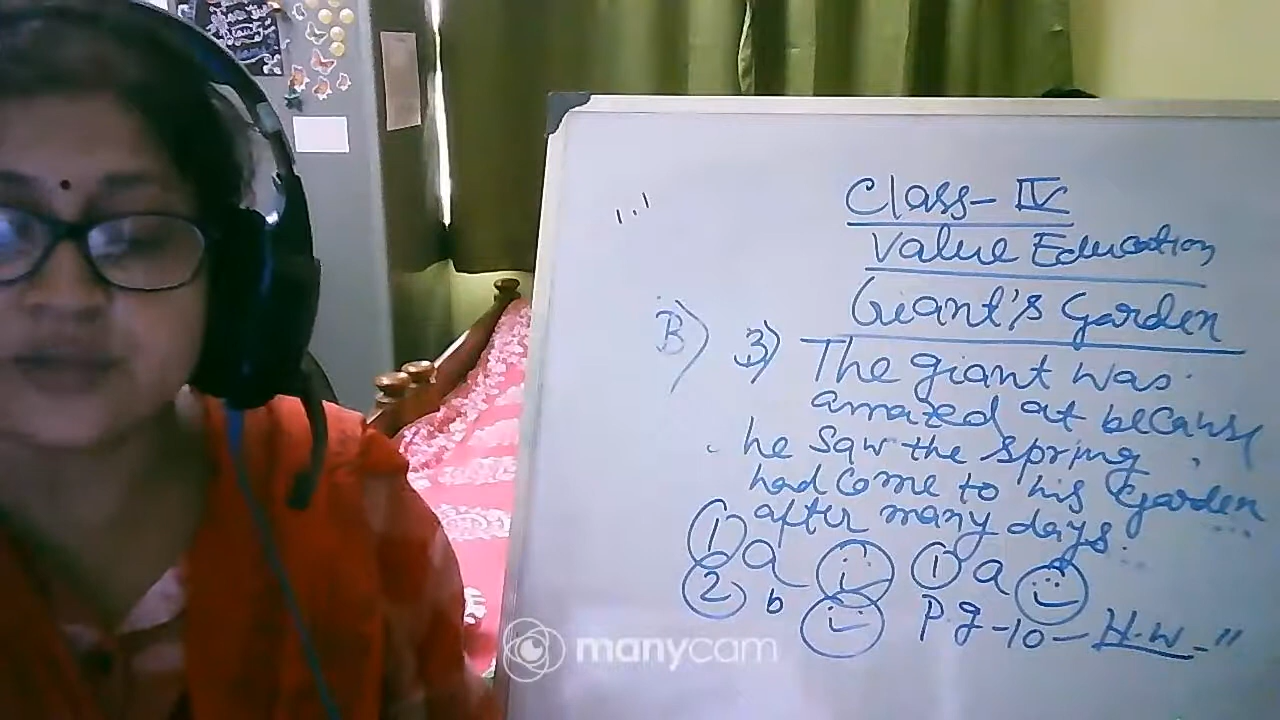 Class- IV
Value Education
Giant's Garden
B) 3) The giant was
amazed at because
he saw the spring
had come to his garden
after many days.
1 a 1 a
2 b Pg-10-H.W-"
manycam